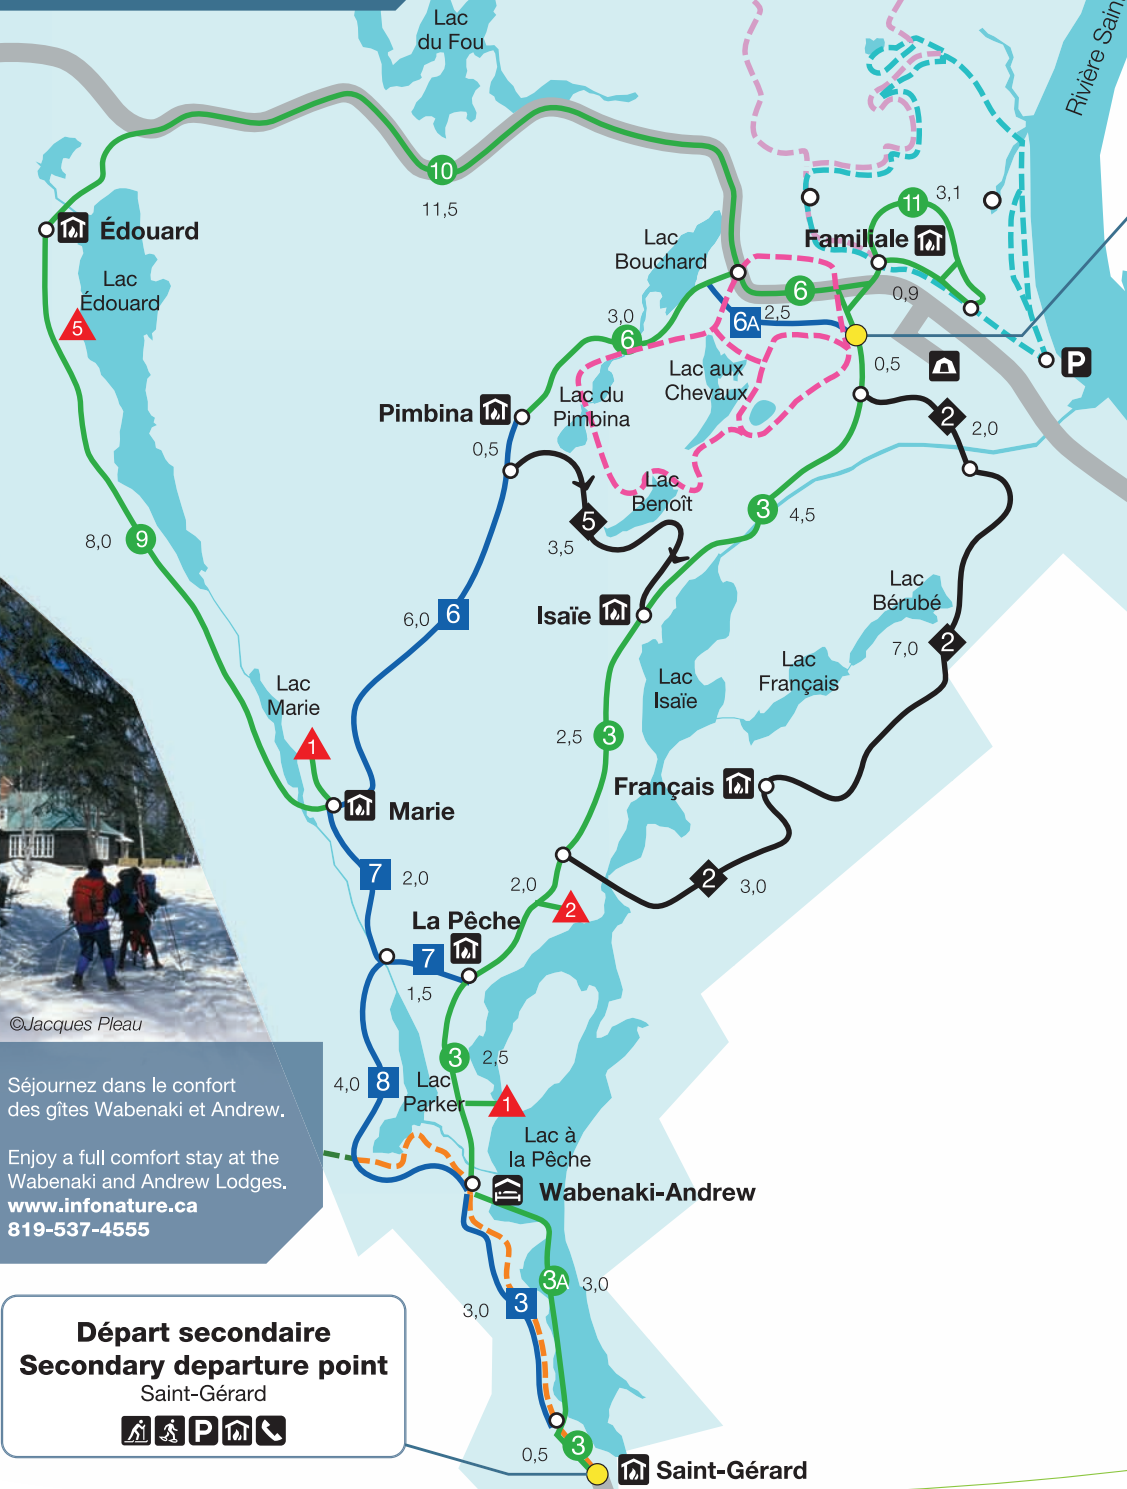 Lac
du Fou
Rivière Sain
10
11,5
11
3,1
Édouard
Familiale
Lac
Bouchard
Lac
Édouard
6
0,9
5
3,0
6A
2,5
6
0,5
Lac aux
Chevaux
P
Lac du
Pimbina
Pimbina
2
2,0
0,5
Lac
Benoît
3
4,5
5
3,5
8,0
9
Lac
Bérubé
6,0
6
Isaïe
2
7,0
Lac
Français
Lac
Isaïe
Lac
Marie
1
2,5
3
Français
Marie
7
2,0
2,0
2
3,0
2
La Pêche
7
1,5
©Jacques Pleau
3
2,5
4,0
8
Lac
Parker
1
Lac à
la Pêche
Séjournez dans le confort
des gîtes Wabenaki et Andrew.
Enjoy a full comfort stay at the
Wabenaki and Andrew Lodges.
www.infonature.ca
819-537-4555
Wabenaki-Andrew
3A
3,0
3,0
3
Départ secondaire
Secondary departure point
Saint-Gérard
P
0,5
3
Saint-Gérard